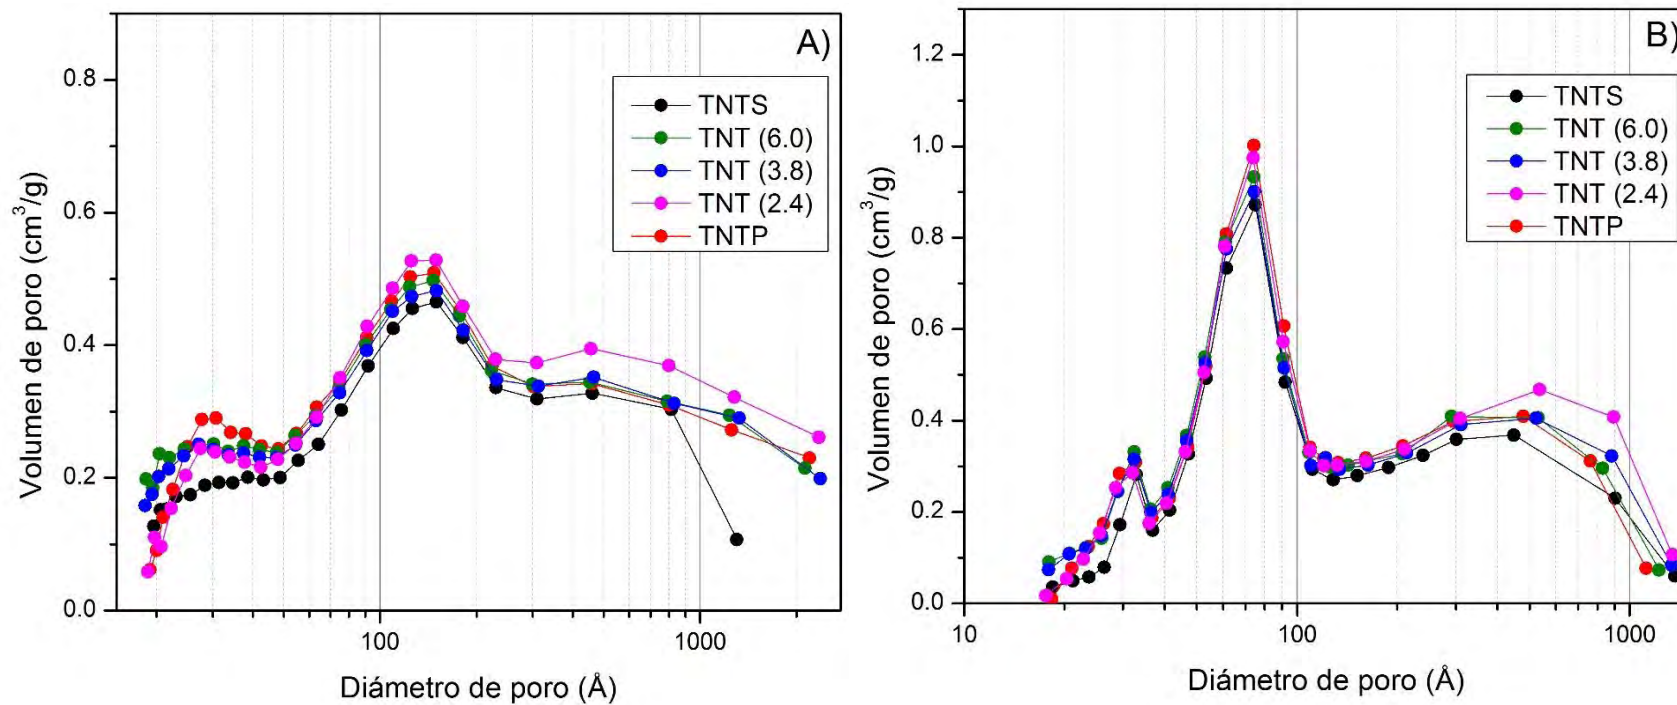 A)
Volumen de poro (cm³/g)
0.8
0.6
0.4
0.2
0.0
TNTS
TNT (6.0)
TNT (3.8)
TNT (2.4)
TNTP
100
1000
Diámetro de poro (Å)
B)
Volumen de poro (cm³/g)
1.2
1.0
0.8
0.6
0.4
0.2
0.0
TNTS
TNT (6.0)
TNT (3.8)
TNT (2.4)
TNTP
10
100
1000
Diámetro de poro (Å)